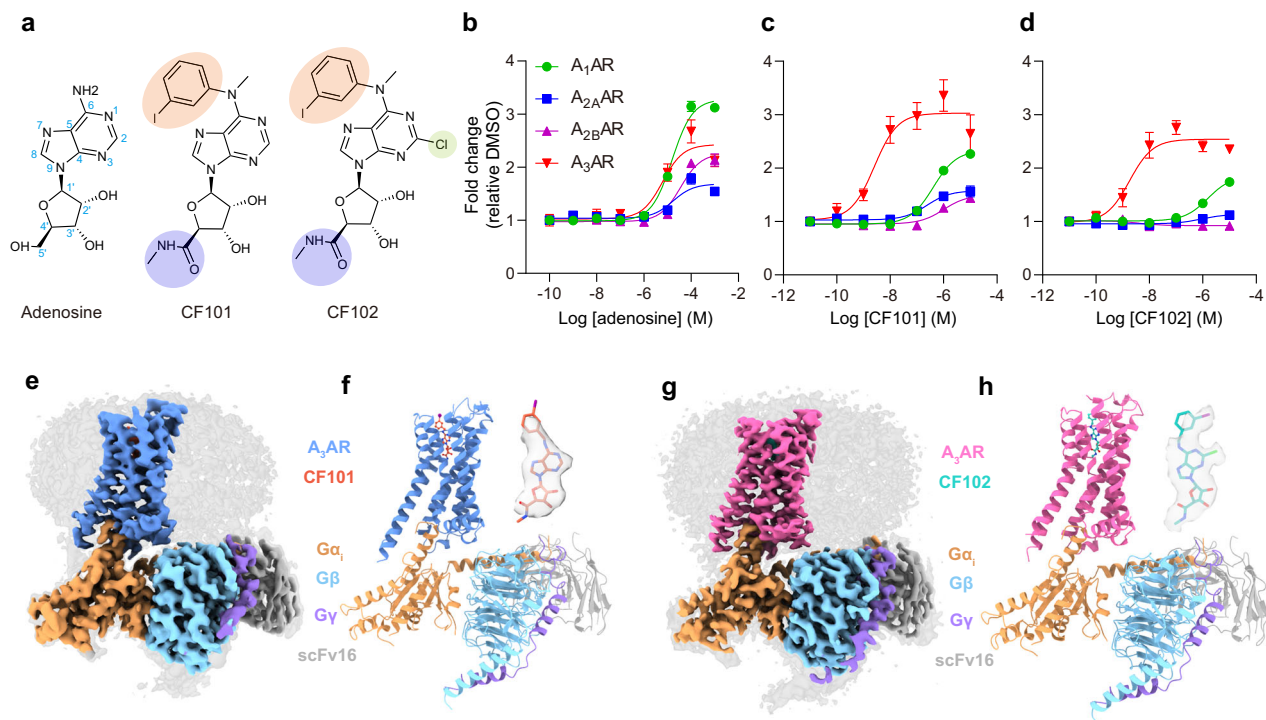 a
NH2
6
7
5
N
N
1
8
2
N
N
9
4
3
1'
O
OH
4'
2'
3'
OH
5'
OH
Adenosine
I
N
N
N
N
N
O
OH
NH
OH
O
CF101
I
N
N
N
N
N
Cl
O
OH
NH
OH
O
CF102
b
Fold change
(relative DMSO)
4
3
2
1
0
A₁AR
A₂ₐAR
A₂ʙAR
A₃AR
-10 -8 -6 -4 -2
Log [adenosine] (M)
c
4
3
2
1
0
-12 -10 -8 -6 -4
Log [CF101] (M)
d
4
3
2
1
0
-12 -10 -8 -6 -4
Log [CF102] (M)
e
f
A₃AR
CF101
Gαᵢ
Gβ
Gγ
scFv16
g
h
A₃AR
CF102
Gαᵢ
Gβ
Gγ
scFv16